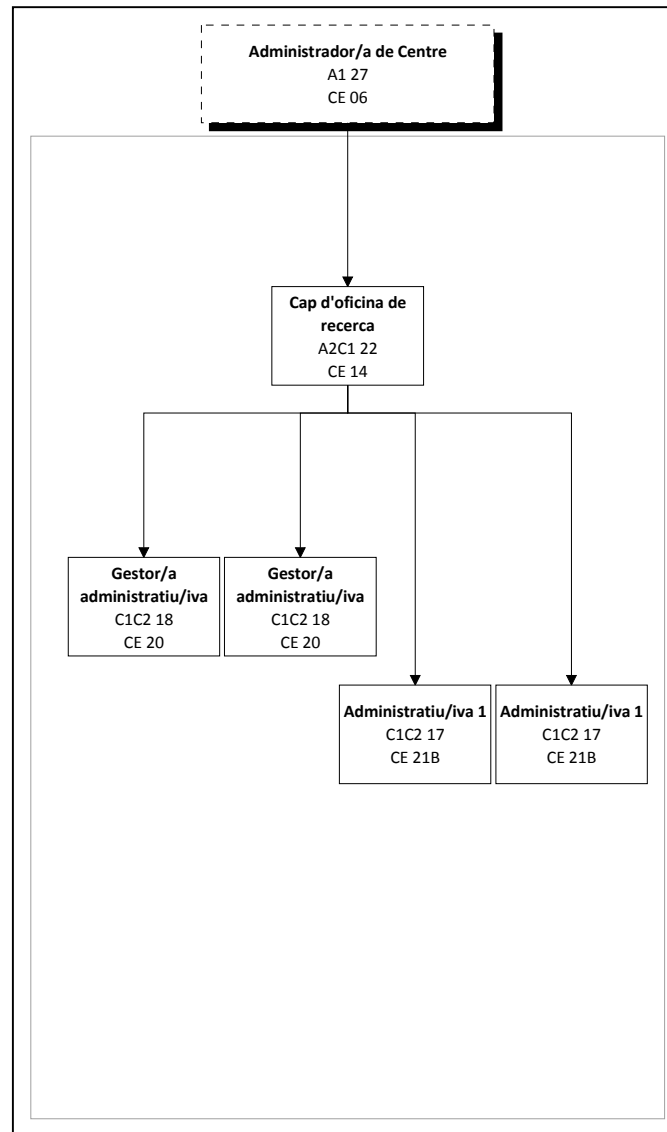 Administrador/a de Centre
A1 27
CE 06
Cap d'oficina de
recerca
A2C1 22
CE 14
Gestor/a
administratiu/iva
C1C2 18
CE 20
Gestor/a
administratiu/iva
C1C2 18
CE 20
Administratiu/iva 1
C1C2 17
CE 21B
Administratiu/iva 1
C1C2 17
CE 21B